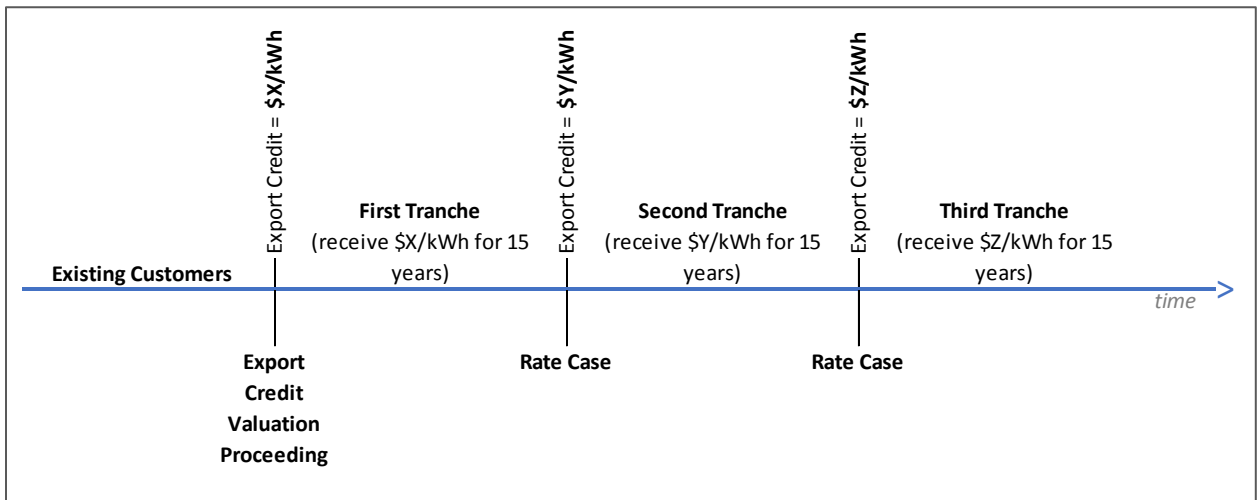 Export Credit = $X/kWh
Export Credit = $Y/kWh
Export Credit = $Z/kWh
First Tranche
(receive $X/kWh for 15
years)
Second Tranche
(receive $Y/kWh for 15
years)
Third Tranche
(receive $Z/kWh for 15
years)
Existing Customers
time
Export
Credit
Valuation
Proceeding
Rate Case
Rate Case